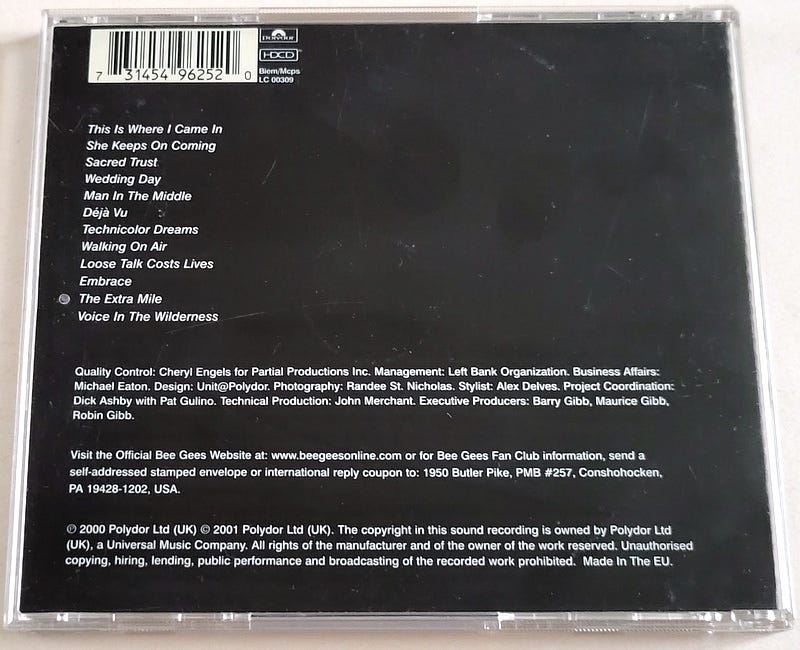 7 31454 96252 0
Polydor
HDCD
Biem/Mcps
LC 00309
This Is Where I Came In
She Keeps On Coming
Sacred Trust
Wedding Day
Man In The Middle
Déjà Vu
Technicolor Dreams
Walking On Air
Loose Talk Costs Lives
Embrace
The Extra Mile
Voice In The Wilderness
Quality Control: Cheryl Engels for Partial Productions Inc. Management: Left Bank Organization. Business Affairs:
Michael Eaton. Design: Unit@Polydor. Photography: Randee St. Nicholas. Stylist: Alex Delves. Project Coordination:
Dick Ashby with Pat Gulino. Technical Production: John Merchant. Executive Producers: Barry Gibb, Maurice Gibb,
Robin Gibb.
Visit the Official Bee Gees Website at: www.beegeesonline.com or for Bee Gees Fan Club information, send a
self-addressed stamped envelope or international reply coupon to: 1950 Butler Pike, PMB #257, Conshohocken,
PA 19428-1202, USA.
℗ 2000 Polydor Ltd (UK) © 2001 Polydor Ltd (UK). The copyright in this sound recording is owned by Polydor Ltd
(UK), a Universal Music Company. All rights of the manufacturer and of the owner of the work reserved. Unauthorised
copying, hiring, lending, public performance and broadcasting of the recorded work prohibited. Made In The EU.